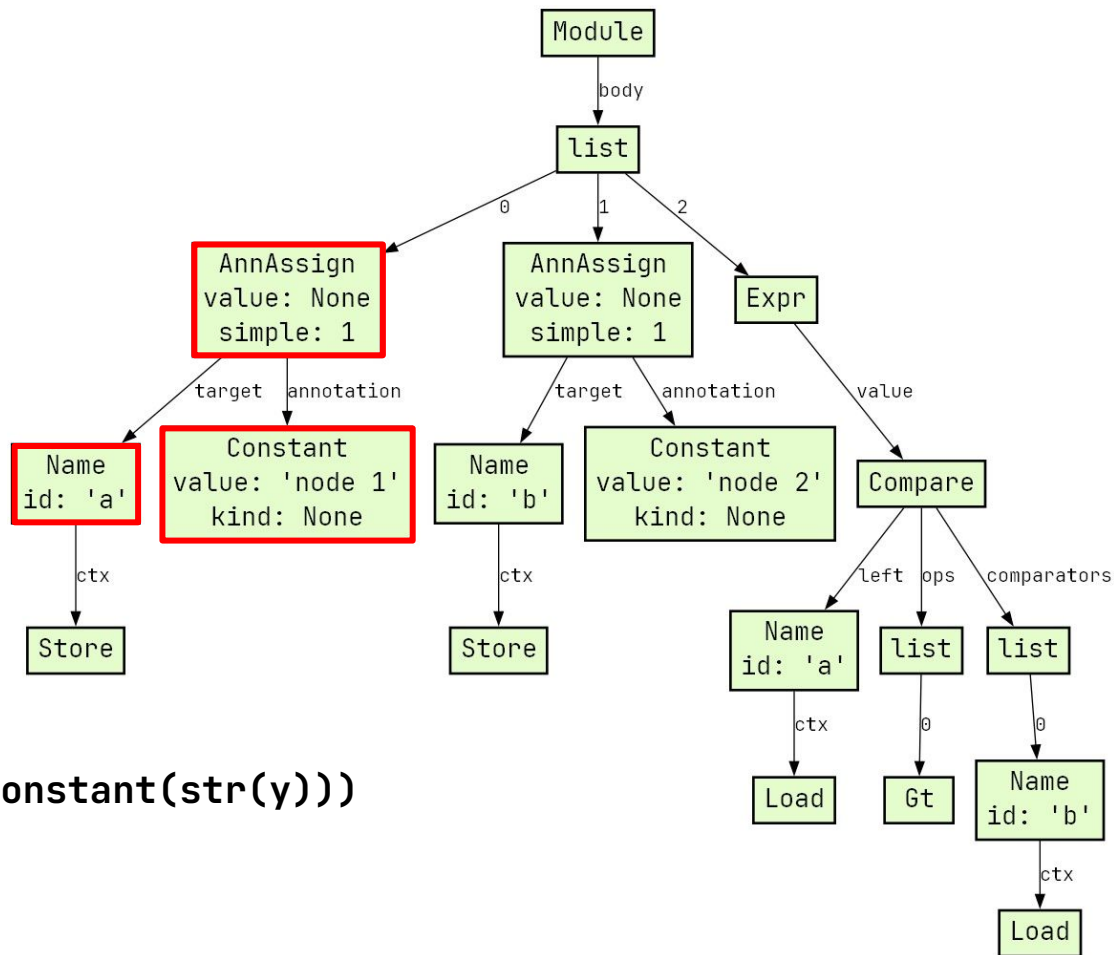 Module
body
list
0
1
2
AnnAssign
value: None
simple: 1
AnnAssign
value: None
simple: 1
Expr
target
annotation
target
annotation
value
Name
id: 'a'
Constant
value: 'node 1'
kind: None
Name
id: 'b'
Constant
value: 'node 2'
kind: None
Compare
ctx
ctx
left
ops
comparators
Store
Store
Name
id: 'a'
list
list
ctx
0
0
onstant(str(y)))
Load
Gt
Name
id: 'b'
ctx
Load